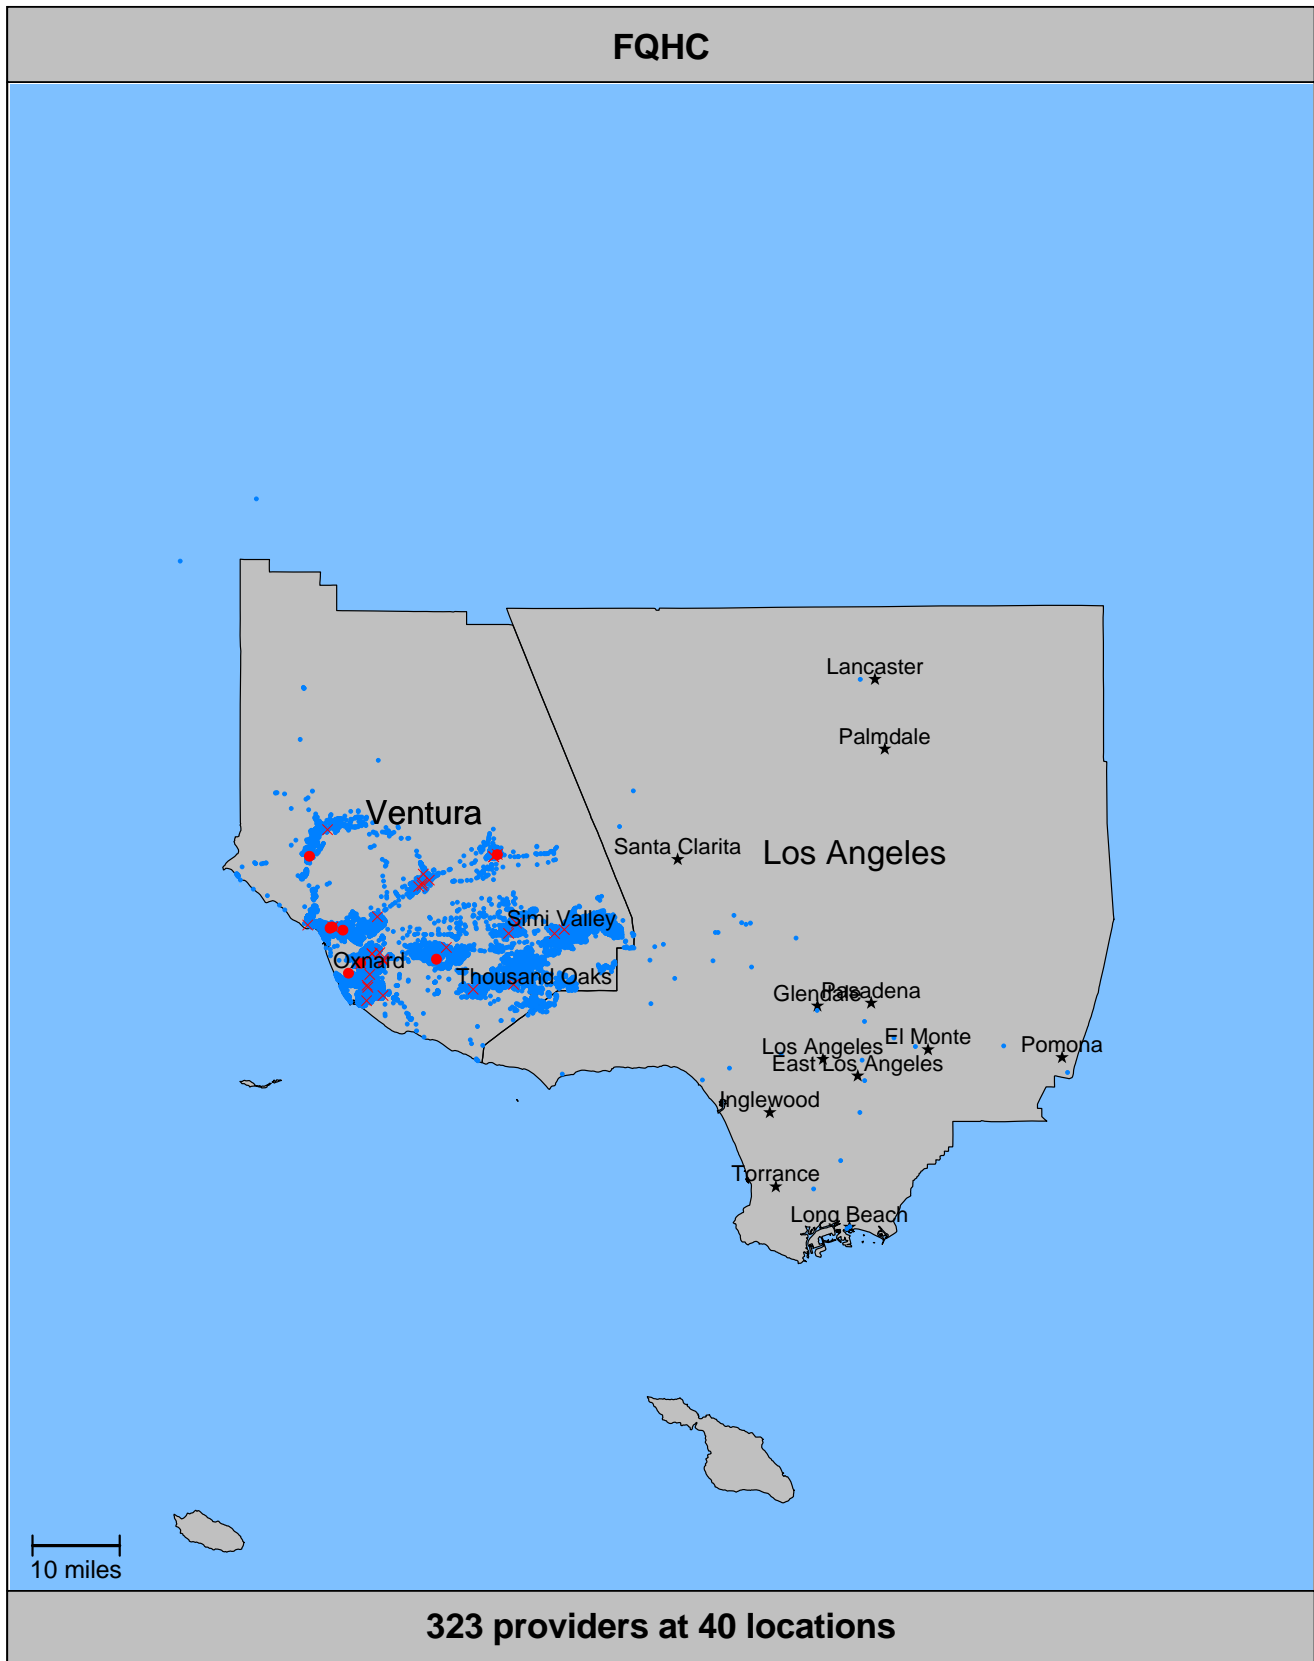 FQHC
Lancaster
Palmdale
Ventura
Santa Clarita
Los Angeles
Simi Valley
Oxnard
Thousand Oaks
Glendale
Pasadena
El Monte
Los Angeles
Pomona
East Los Angeles
Inglewood
Torrance
Long Beach
10 miles
323 providers at 40 locations